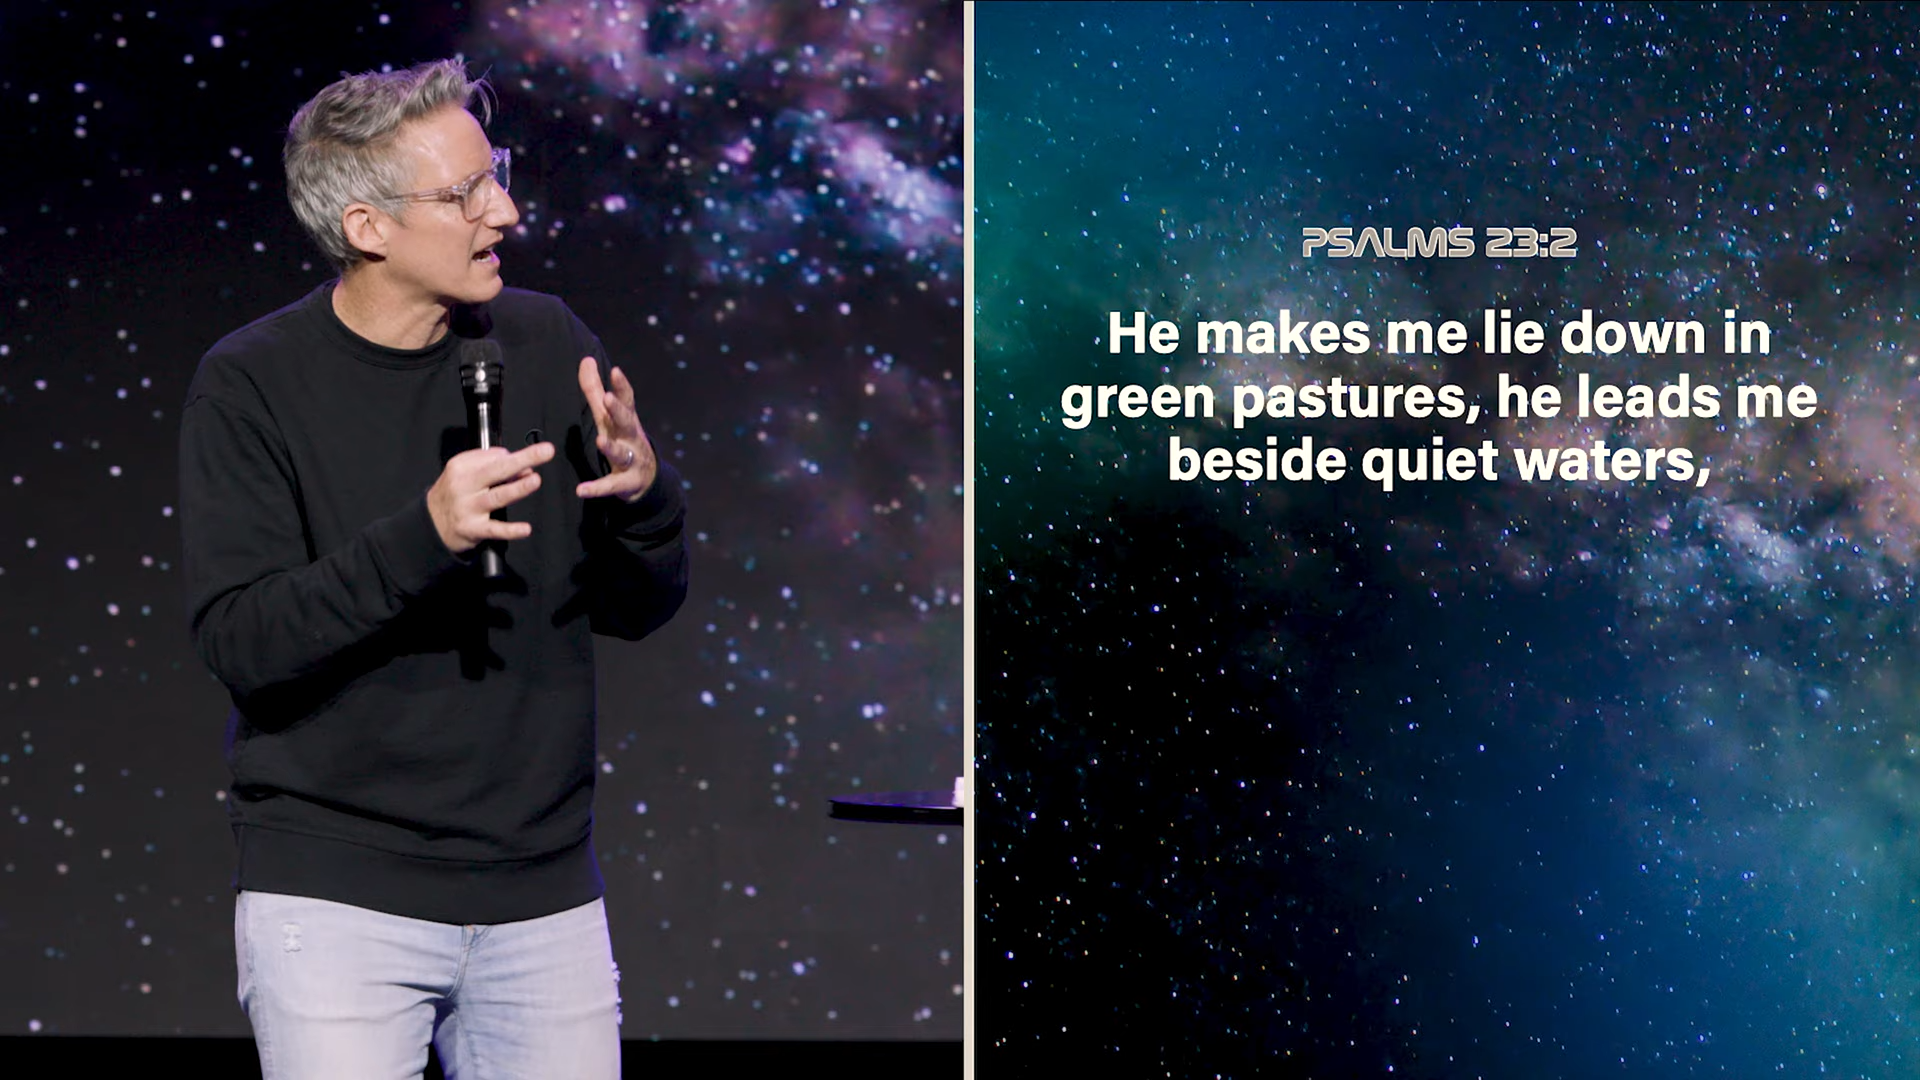 PSALMS 23:2
He makes me lie down in
green pastures, he leads me
beside quiet waters,